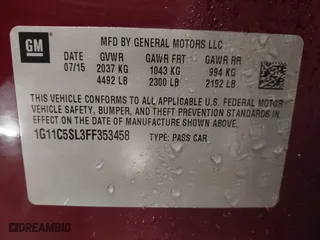 GM
MFD BY GENERAL MOTORS LLC
07/15 GVWR GAWR FRT GAWR RR
2037 KG 1043 KG 994 KG
4492 LB 2300 LB 2192 LB
THIS VEHICLE CONFORMS TO ALL APPLICABLE U.S. FEDERAL MOTOR
VEHICLE SAFETY, BUMPER, AND THEFT PREVENTION STANDARDS
IN EFFECT ON THE DATE OF MANUFACTURE SHOWN ABOVE.
1G11C5SL3FF353458 TYPE: PASS CAR
DREAMBID